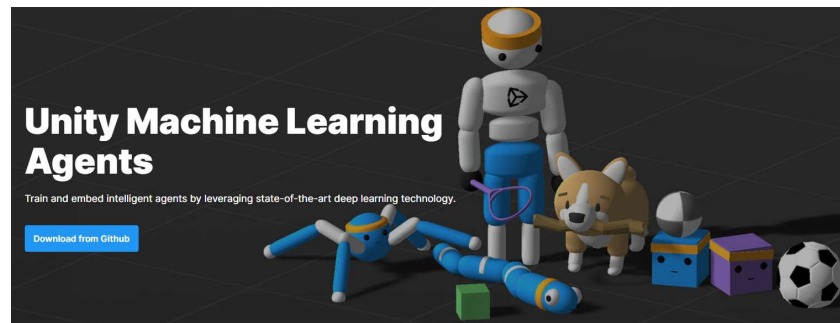 Unity Machine Learning
Agents
Train and embed intelligent agents by leveraging state-of-the-art deep learning technology.
Download from Github